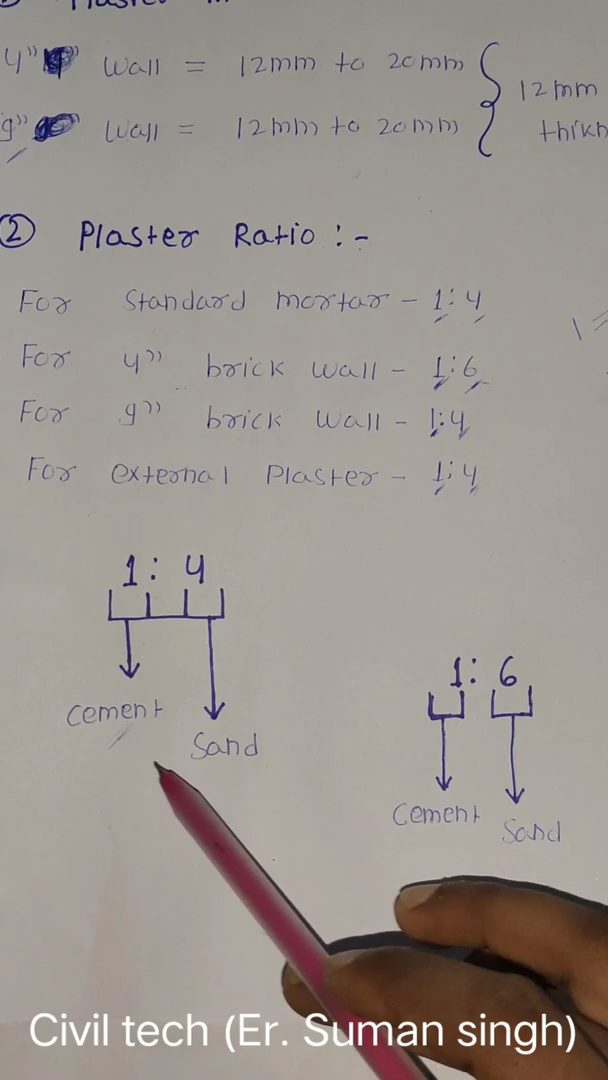 4" Wall = 12mm to 20mm
12mm
9" Wall = 12mm to 20mm
② Plaster Ratio :-
For Standard mortar - 1:4
For 4" brick wall - 1:6
For 9" brick wall - 1:4
For external Plaster - 1:4
1 : 4
Cement
Sand
1: 6
Cement
Sand
Civil tech (Er. Suman singh)